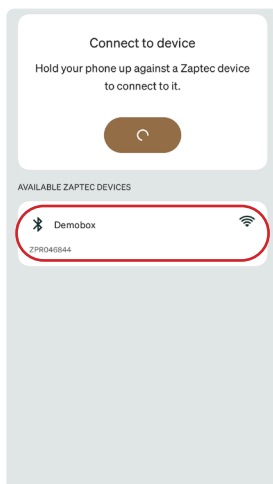 Connect to device
Hold your phone up against a Zaptec device
to connect to it.
AVAILABLE ZAPTEC DEVICES
Demobox
ZPR046844